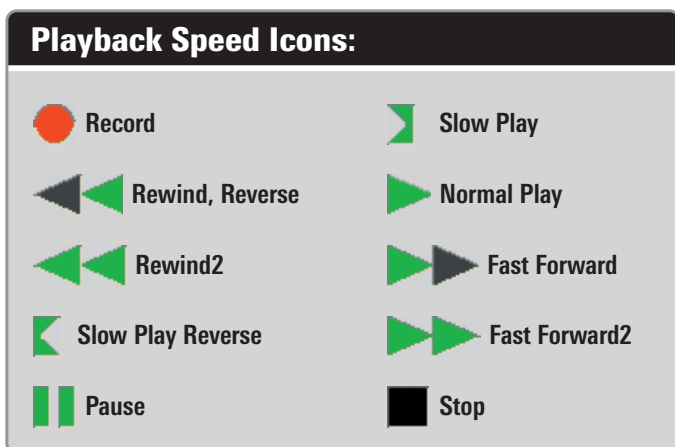 Playback Speed Icons:
Record
Rewind, Reverse
Rewind2
Slow Play Reverse
Pause
Slow Play
Normal Play
Fast Forward
Fast Forward2
Stop